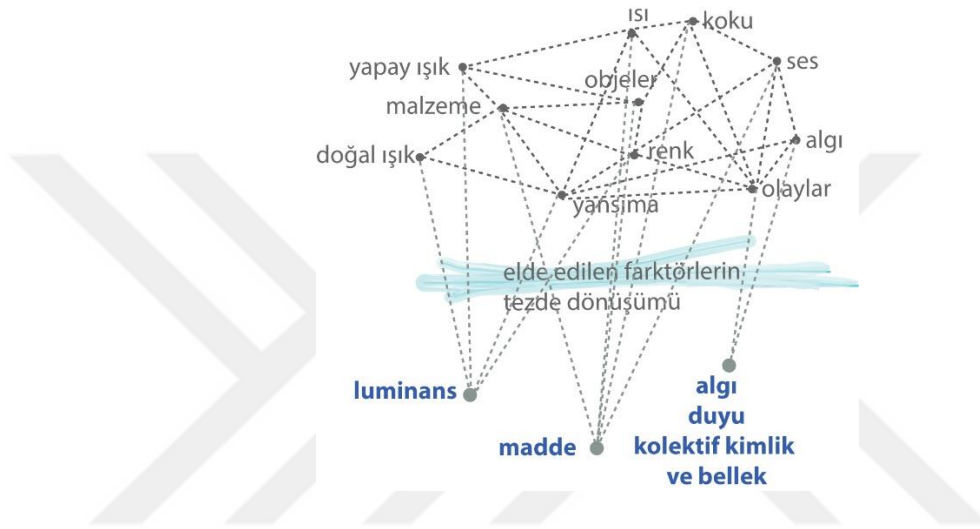 ısı
koku
ses
yapay ışık
objeler
malzeme
algı
doğal ışık
renk
olaylar
yansıma
elde edilen farktörlerin
tezde dönüşümü
luminans
madde
algı
duyu
kolektif kimlik
ve bellek